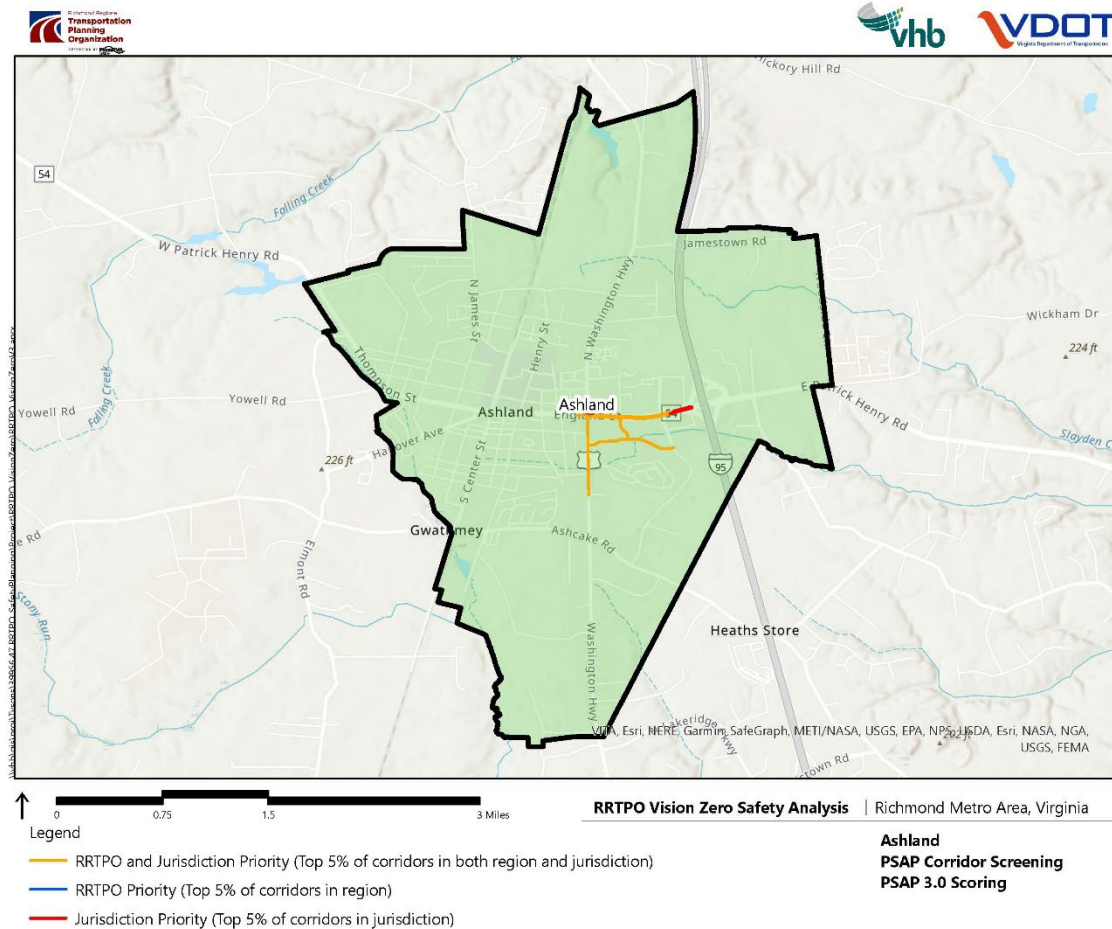 Richmond Regional
Transportation
Planning
Organization
vhb
VDOT
Virginia Department of Transportation
Hickory Hill Rd
54
Falling Creek
W Patrick Henry Rd
Jamestown Rd
N James St
N Washington Hwy
Henry St
Wickham Dr
224 ft
Thompson St
Falling Creek
Yowell Rd
Yowell Rd
Ashland
Ashland
England St
54
E Patrick Henry Rd
Slayden C
Hanover Ave
226 ft
S Center St
95
Gwathmey
Ashcake Rd
Elmont Rd
Stony Run
Heaths Store
Washington Hwy
Lakeridge Pkwy
VITA, Esri, HERE, Garmin, SafeGraph, METI/NASA, USGS, EPA, NPS, USDA, Esri, NASA, NGA,
USGS, FEMA
0 0.75 1.5 3 Miles
RRTPO Vision Zero Safety Analysis | Richmond Metro Area, Virginia
Legend
RRTPO and Jurisdiction Priority (Top 5% of corridors in both region and jurisdiction)
RRTPO Priority (Top 5% of corridors in region)
Jurisdiction Priority (Top 5% of corridors in jurisdiction)
Ashland
PSAP Corridor Screening
PSAP 3.0 Scoring